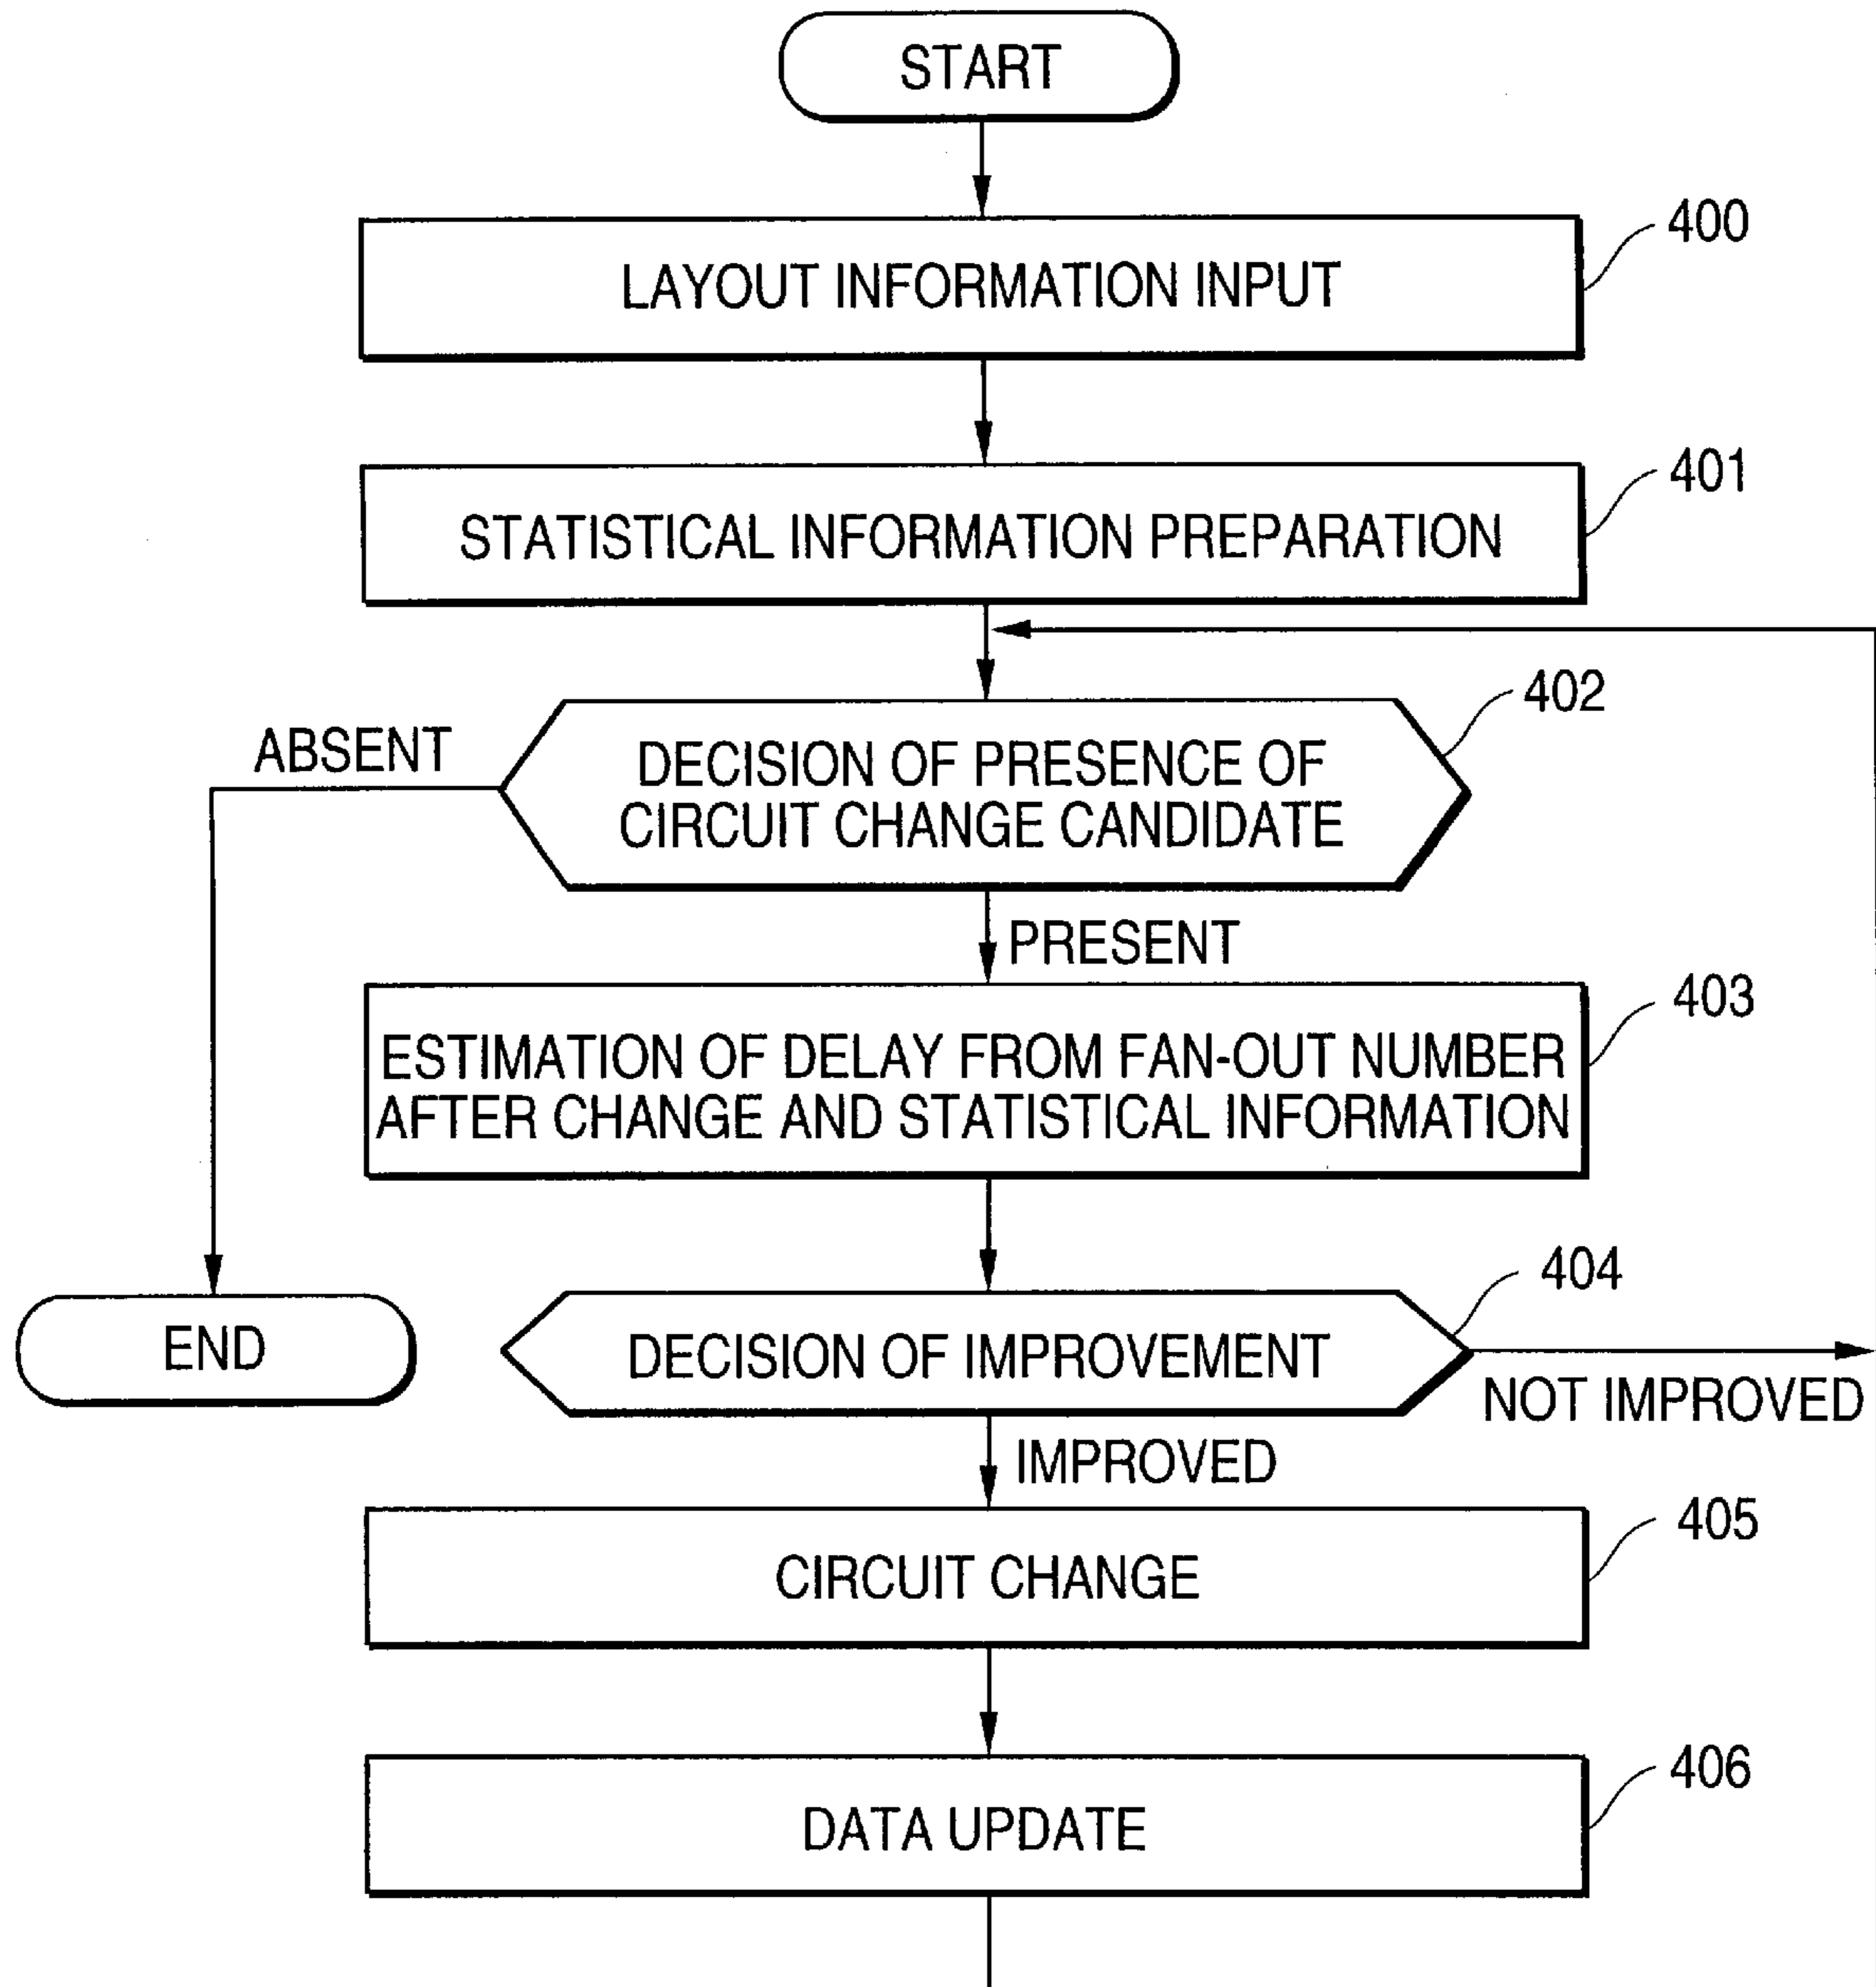 START
400
LAYOUT INFORMATION INPUT
401
STATISTICAL INFORMATION PREPARATION
402
ABSENT
DECISION OF PRESENCE OF
CIRCUIT CHANGE CANDIDATE
PRESENT
403
ESTIMATION OF DELAY FROM FAN-OUT NUMBER
AFTER CHANGE AND STATISTICAL INFORMATION
404
END
DECISION OF IMPROVEMENT
NOT IMPROVED
IMPROVED
405
CIRCUIT CHANGE
406
DATA UPDATE